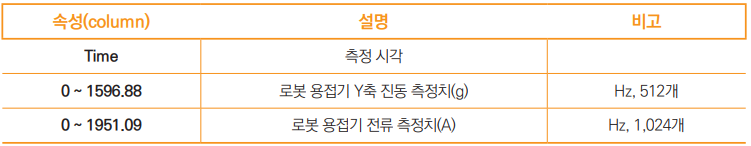 속성(column) 설명 비고
Time 측정 시각
0 ~ 1596.88 로봇 용접기 Y축 진동 측정치(g) Hz, 512개
0 ~ 1951.09 로봇 용접기 전류 측정치(A) Hz, 1,024개